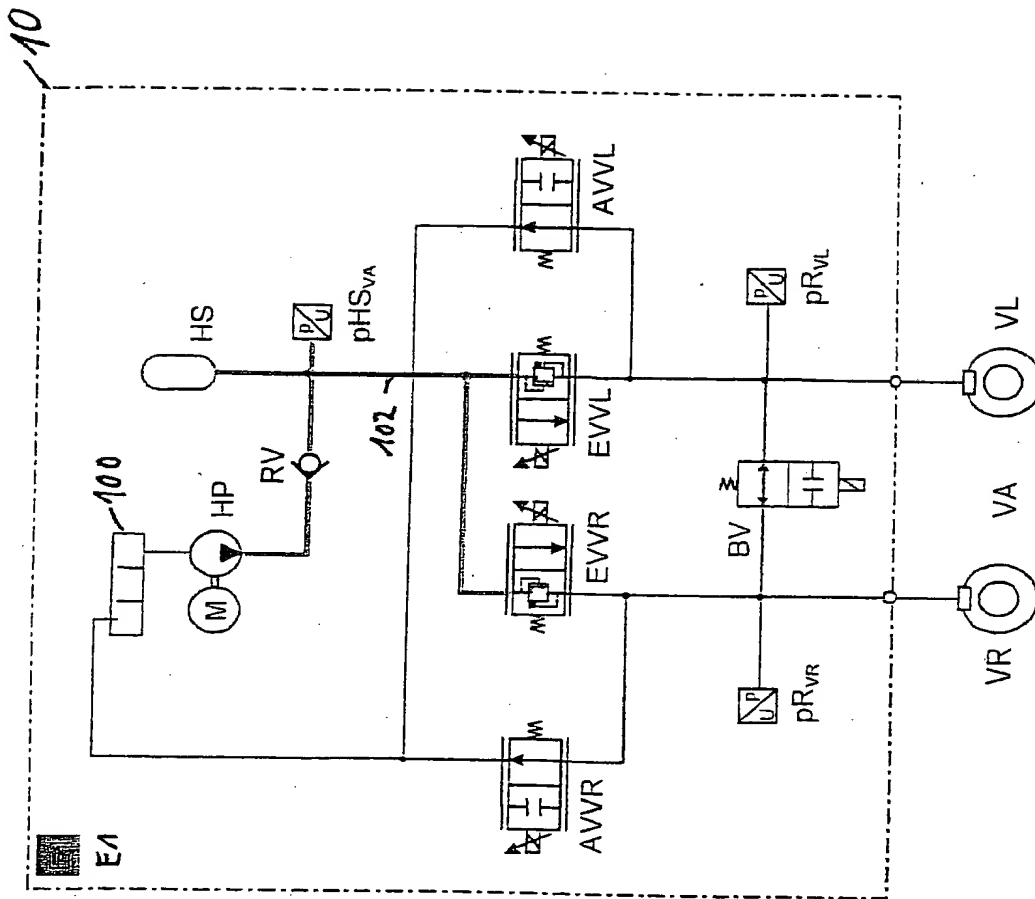 10
100
HP
M
RV
HS
P/U
pHS_VA
102
AVVL
EVVL
EVVR
AVVR
E1
P/U
pR_VL
BV
U/P
pR_VR
VR
VA
VL